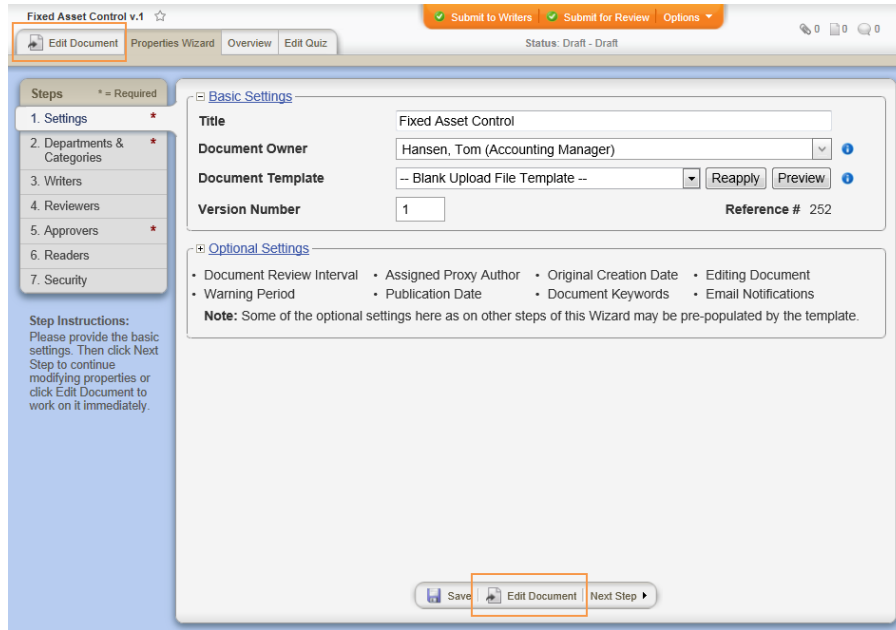 Fixed Asset Control v.1
Submit to Writers Submit for Review Options
0 0 0
Edit Document Properties Wizard Overview Edit Quiz
Status: Draft - Draft
Steps * = Required
1. Settings *
2. Departments & *
Categories
3. Writers
4. Reviewers
5. Approvers *
6. Readers
7. Security
Step Instructions:
Please provide the basic
settings. Then click Next
Step to continue
modifying properties or
click Edit Document to
work on it immediately.
Basic Settings
Title Fixed Asset Control
Document Owner Hansen, Tom (Accounting Manager)
Document Template -- Blank Upload File Template -- Reapply Preview
Version Number 1 Reference # 252
Optional Settings
• Document Review Interval • Assigned Proxy Author • Original Creation Date • Editing Document
• Warning Period • Publication Date • Document Keywords • Email Notifications
Note: Some of the optional settings here as on other steps of this Wizard may be pre-populated by the template.
Save Edit Document Next Step